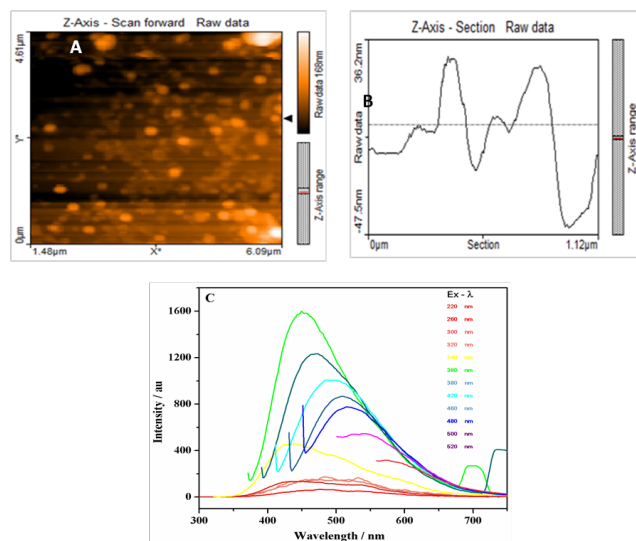 Z-Axis - Scan forward Raw data
A
4.61µm
Y*
0µm
1.48µm
X*
6.09µm
Raw data 168nm
Z-Axis range
Z-Axis - Section Raw data
B
36.2nm
Raw data
-47.5nm
0µm
Section
1.12µm
Z-Axis range
C
Intensity / au
1600
1200
800
400
0
300
400
500
600
700
Wavelength / nm
Ex - λ
220 nm
260 nm
300 nm
320 nm
340 nm
360 nm
380 nm
420 nm
460 nm
480 nm
500 nm
520 nm